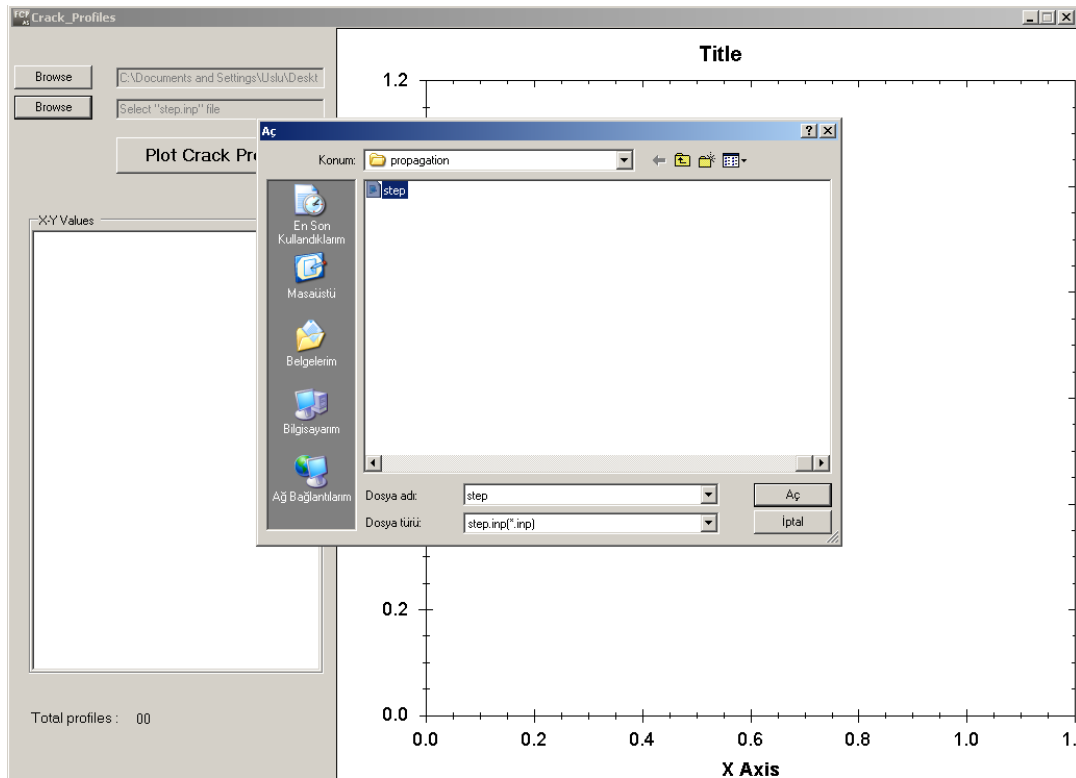 FCP
AS
Crack_Profiles
Browse
C:\Documents and Settings\Uslu\Deskt
Browse
Select "step.inp" file
Plot Crack Pr
X-Y Values
Total profiles : 00
Title
1.2
0.2
0.0
0.0 0.2 0.4 0.6 0.8 1.0 1.
X Axis
Aç
Konum: propagation
step
En Son
Kullandıklarım
Masaüstü
Belgelerim
Bilgisayarım
Ağ Bağlantılarım
Dosya adı: step
Aç
Dosya türü: step.inp(*.inp)
İptal